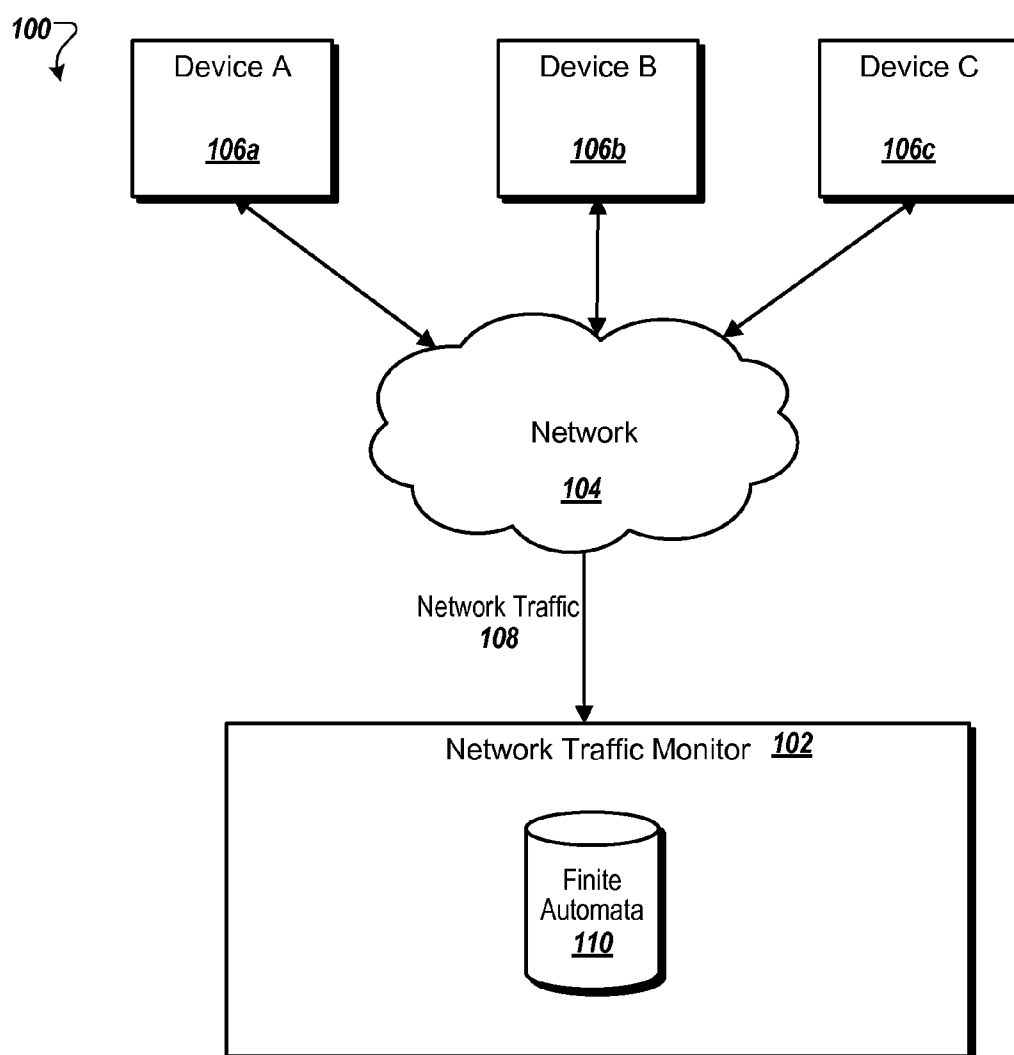 100
Device A
106a
Device B
106b
Device C
106c
Network
104
Network Traffic
108
Network Traffic Monitor 102
Finite
Automata
110